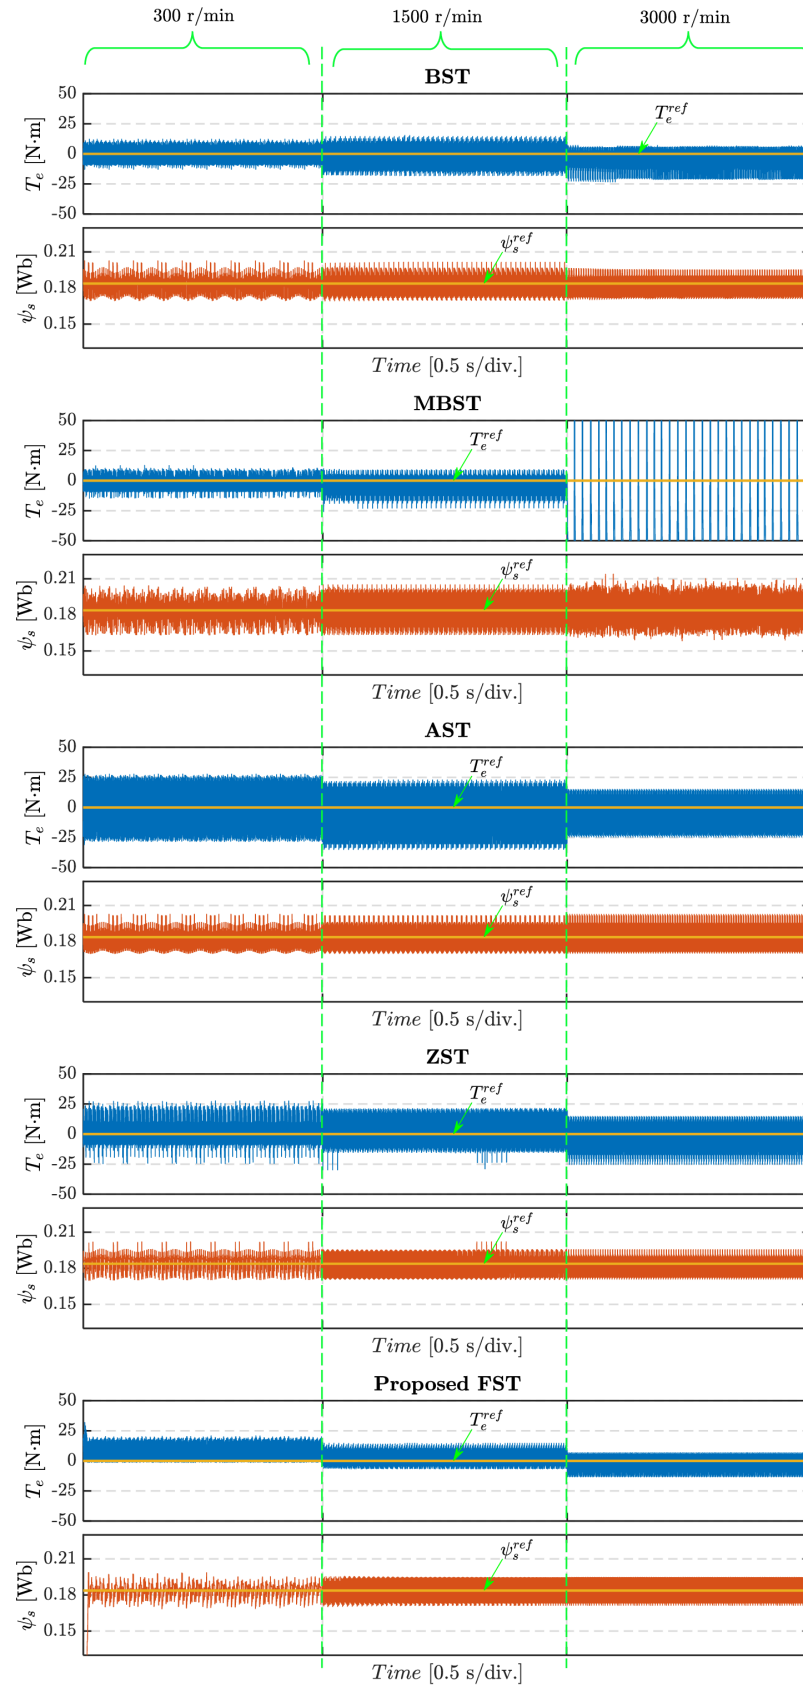 300 r/min 1500 r/min 3000 r/min
BST
50
25
0
-25
-50
T_e [N·m]
T_e^{ref}
0.21
0.18
0.15
ψ_s [Wb]
ψ_s^{ref}
Time [0.5 s/div.]
MBST
50
25
0
-25
-50
T_e [N·m]
T_e^{ref}
0.21
0.18
0.15
ψ_s [Wb]
ψ_s^{ref}
Time [0.5 s/div.]
AST
50
25
0
-25
-50
T_e [N·m]
T_e^{ref}
0.21
0.18
0.15
ψ_s [Wb]
ψ_s^{ref}
Time [0.5 s/div.]
ZST
50
25
0
-25
-50
T_e [N·m]
T_e^{ref}
0.21
0.18
0.15
ψ_s [Wb]
ψ_s^{ref}
Time [0.5 s/div.]
Proposed FST
50
25
0
-25
-50
T_e [N·m]
T_e^{ref}
0.21
0.18
0.15
ψ_s [Wb]
ψ_s^{ref}
Time [0.5 s/div.]